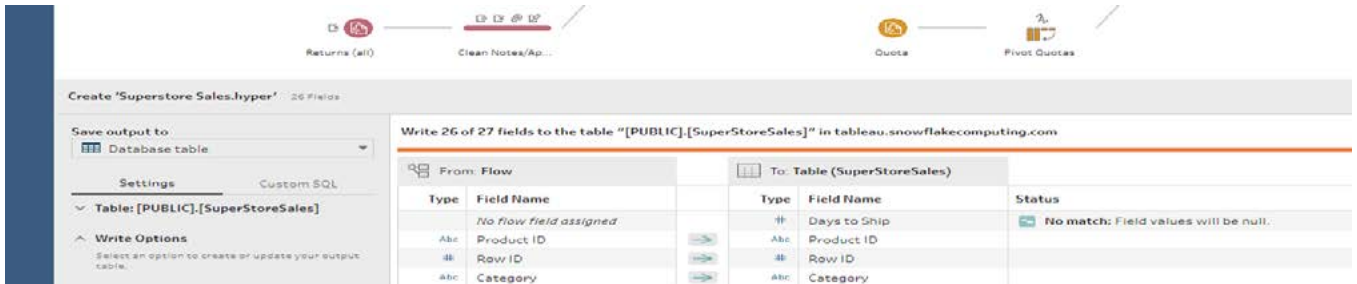 Returns (all)
Clean Notes/Ap...
Quota
Pivot Quotas
Create 'Superstore Sales.hyper' 26 Fields
Save output to
Database table
Settings Custom SQL
Table: [PUBLIC].[SuperStoreSales]
Write Options
Select an option to create or update your output
table.
Write 26 of 27 fields to the table "[PUBLIC].[SuperStoreSales]" in tableau.snowflakecomputing.com
From: Flow To: Table (SuperStoreSales)
Type Field Name Type Field Name Status
No flow field assigned # Days to Ship No match: Field values will be null.
Abc Product ID Abc Product ID
# Row ID # Row ID
Abc Category Abc Category